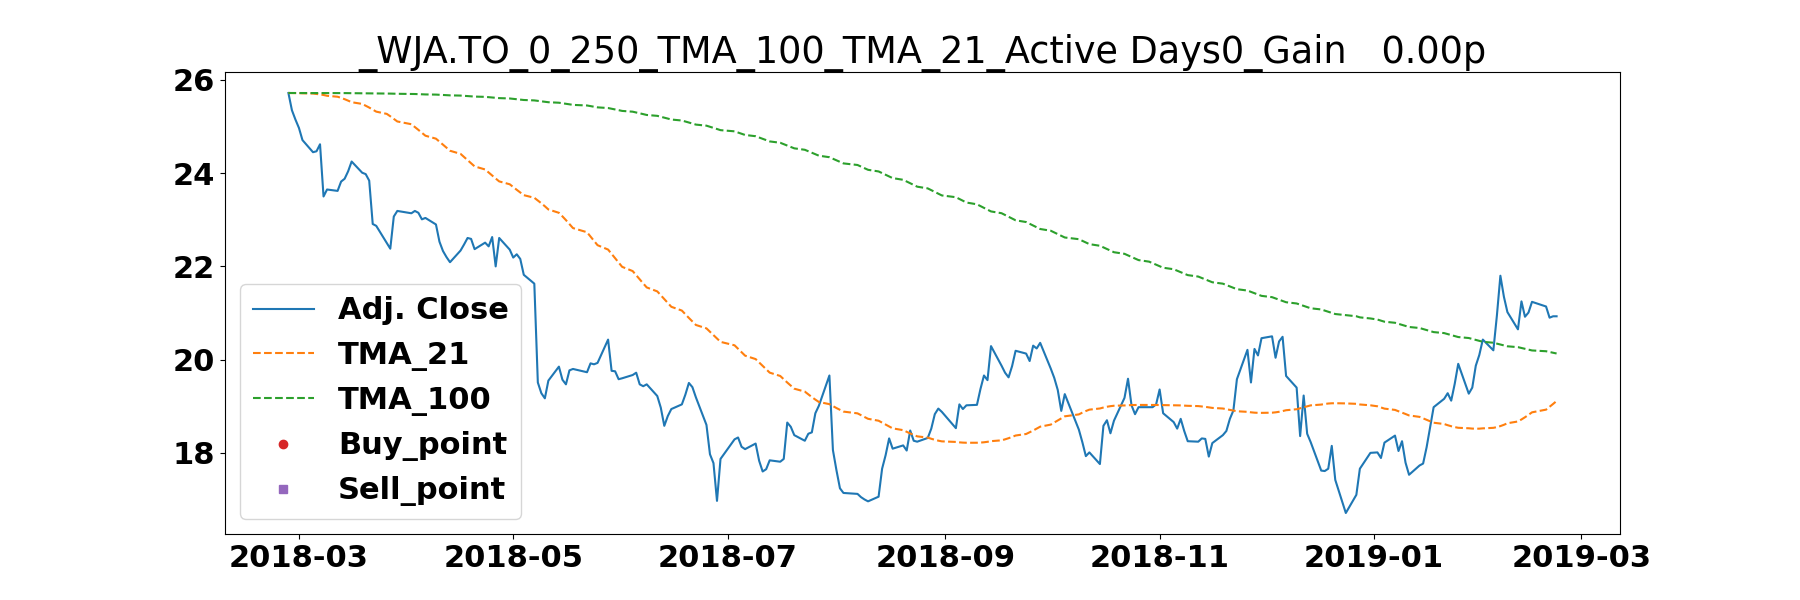 _WJA.TO_0_250_TMA_100_TMA_21_Active Days0_Gain   0.00p
26
24
22
20
18
Adj. Close
TMA_21
TMA_100
Buy_point
Sell_point
2018-03 2018-05 2018-07 2018-09 2018-11 2019-01 2019-03